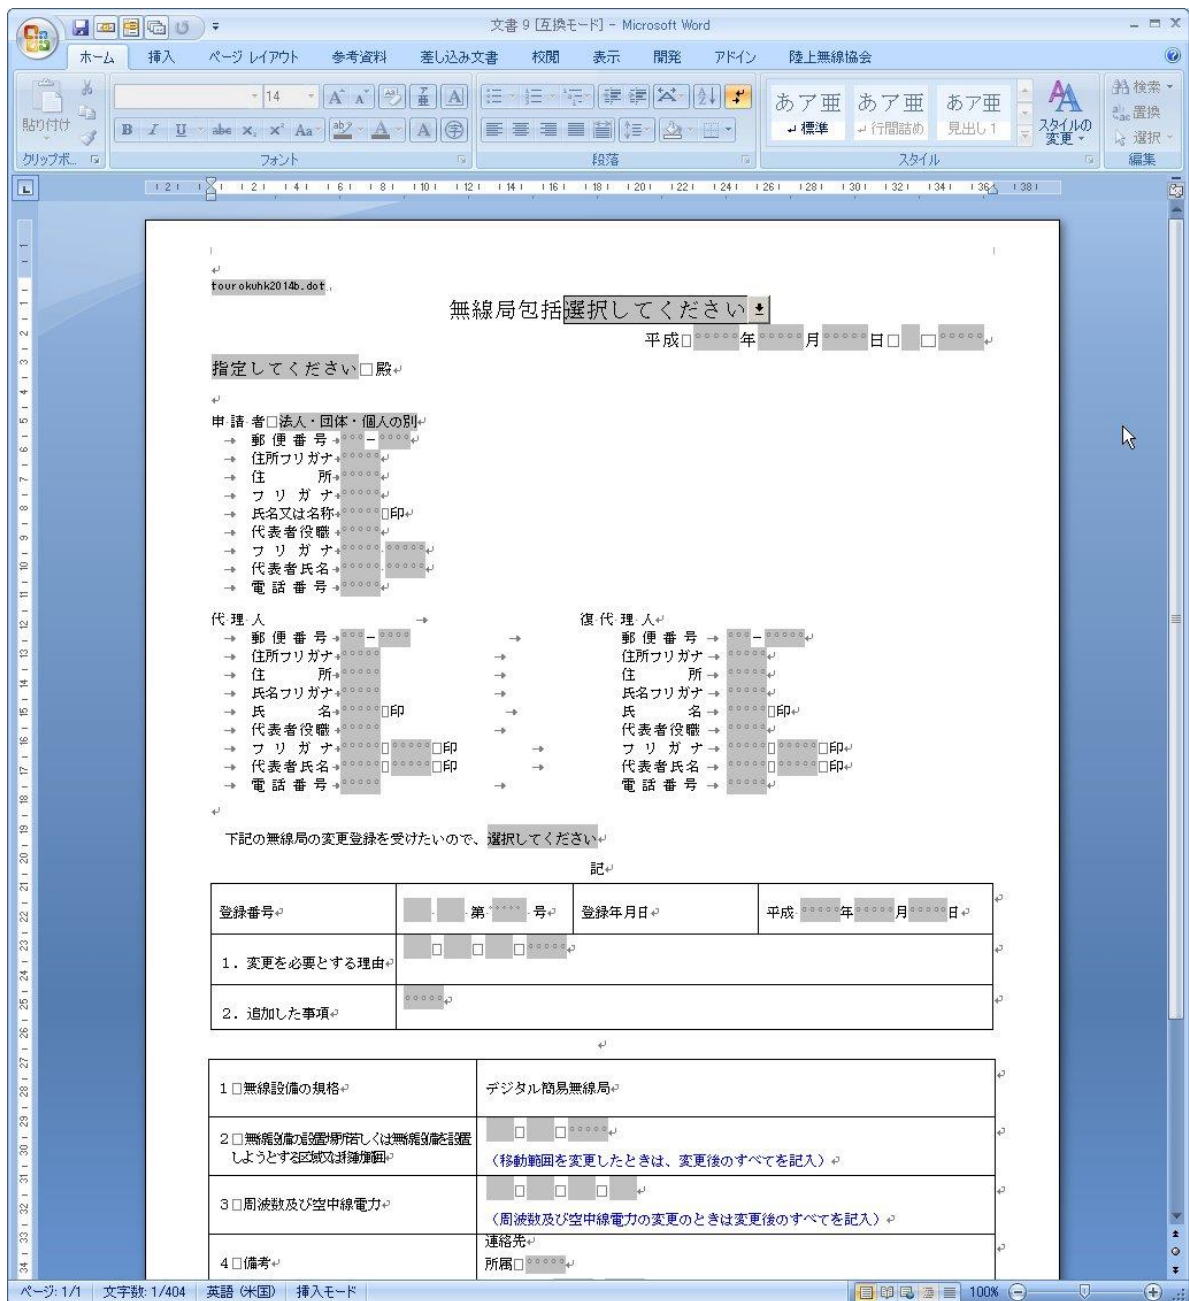 文書 9 [互換モード] - Microsoft Word
ホーム 挿入 ページ レイアウト 参考資料 差し込み文書 校閲 表示 開発 アドイン 陸上無線協会
貼り付け
14
あア亜 あア亜 あア亜
標準 行間詰め 見出し 1
スタイルの変更
検索
置換
選択
クリップボ... フォント 段落 スタイル 編集
tourokuhk2014b.dot
無線局包括選択してください
平成□年月日□□
指定してください□殿
申請者□法人・団体・個人の別
郵便番号 －
住所フリガナ
住所
フリガナ
氏名又は名称 □印
代表者役職
フリガナ
代表者氏名
電話番号
代理人 復代理人
郵便番号 － 郵便番号 －
住所フリガナ 住所フリガナ
住所 住所
氏名フリガナ 氏名フリガナ
氏名 □印 氏名 □印
代表者役職 代表者役職
フリガナ □ □印 フリガナ □ □印
代表者氏名 □ □印 代表者氏名 □ □印
電話番号 電話番号
下記の無線局の変更登録を受けたいので、選択してください
記
登録番号 第 号 登録年月日 平成 年 月 日
1．変更を必要とする理由 □ □ □
2．追加した事項
1□無線設備の規格 デジタル簡易無線局
2□無線設備の設置場所若しくは無線設備を設置 □ □
しようとする区域又は移動範囲 （移動範囲を変更したときは、変更後のすべてを記入）
3□周波数及び空中線電力 □ □ □
（周波数及び空中線電力の変更のときは変更後のすべてを記入）
連絡先
4□備考 所属□
ページ: 1/1 文字数: 1/404 英語 (米国) 挿入モード 100%